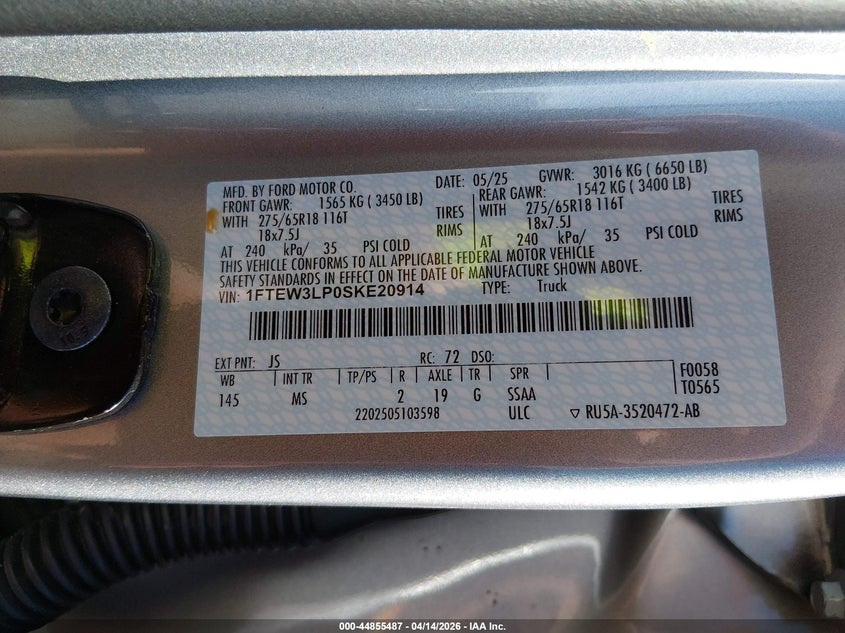 MFD. BY FORD MOTOR CO.
DATE: 05/25 GVWR: 3016 KG ( 6650 LB)
FRONT GAWR: 1565 KG ( 3450 LB)
REAR GAWR: 1542 KG ( 3400 LB)
WITH 275/65R18 116T TIRES
WITH 275/65R18 116T TIRES
18x7.5J RIMS
18x7.5J RIMS
AT 240 kPa/ 35 PSI COLD
AT 240 kPa/ 35 PSI COLD
THIS VEHICLE CONFORMS TO ALL APPLICABLE FEDERAL MOTOR VEHICLE
SAFETY STANDARDS IN EFFECT ON THE DATE OF MANUFACTURE SHOWN ABOVE.
VIN: 1FTEW3LP0SKE20914 TYPE: Truck
EXT PNT: JS RC: 72 DSO:
WB INT TR TP/PS R AXLE TR SPR F0058
145 MS 2 19 G SSAA T0565
2202505103598 ULC ▽ RU5A-3520472-AB
000-44855487 - 04/14/2026 - IAA Inc.